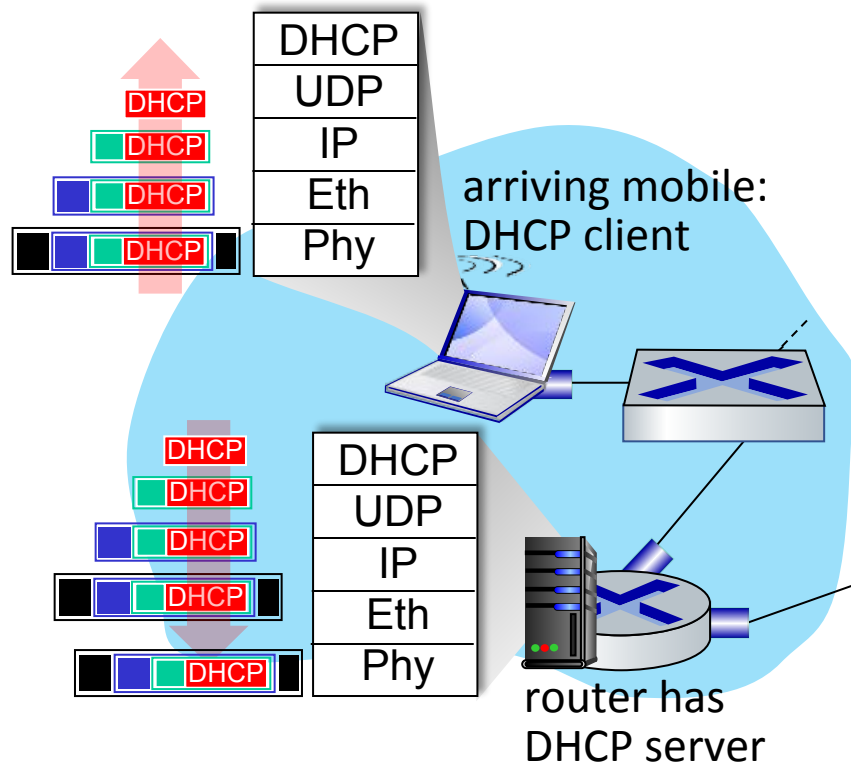 DHCP
UDP
IP
Eth
Phy
DHCP
DHCP
DHCP
DHCP
arriving mobile:
DHCP client
DHCP
UDP
IP
Eth
Phy
DHCP
DHCP
DHCP
DHCP
DHCP
router has
DHCP server